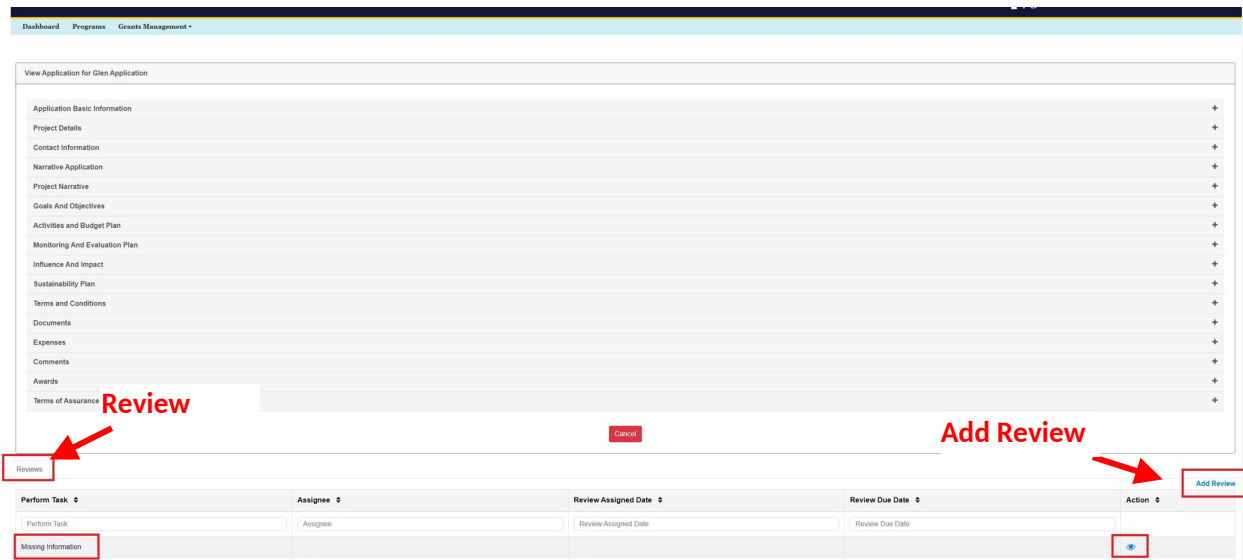 Dashboard Programs Grants Management
View Application for Glen Application
Application Basic Information +
Project Details +
Contact Information +
Narrative Application +
Project Narrative +
Goals And Objectives +
Activities and Budget Plan +
Monitoring And Evaluation Plan +
Influence And Impact +
Sustainability Plan +
Terms and Conditions +
Documents +
Expenses +
Comments +
Awards +
Terms of Assurance +
Review
Cancel
Add Review
Reviews
Add Review
Perform Task Assignee Review Assigned Date Review Due Date Action
Perform Task Assignee Review Assigned Date Review Due Date
Missing Information